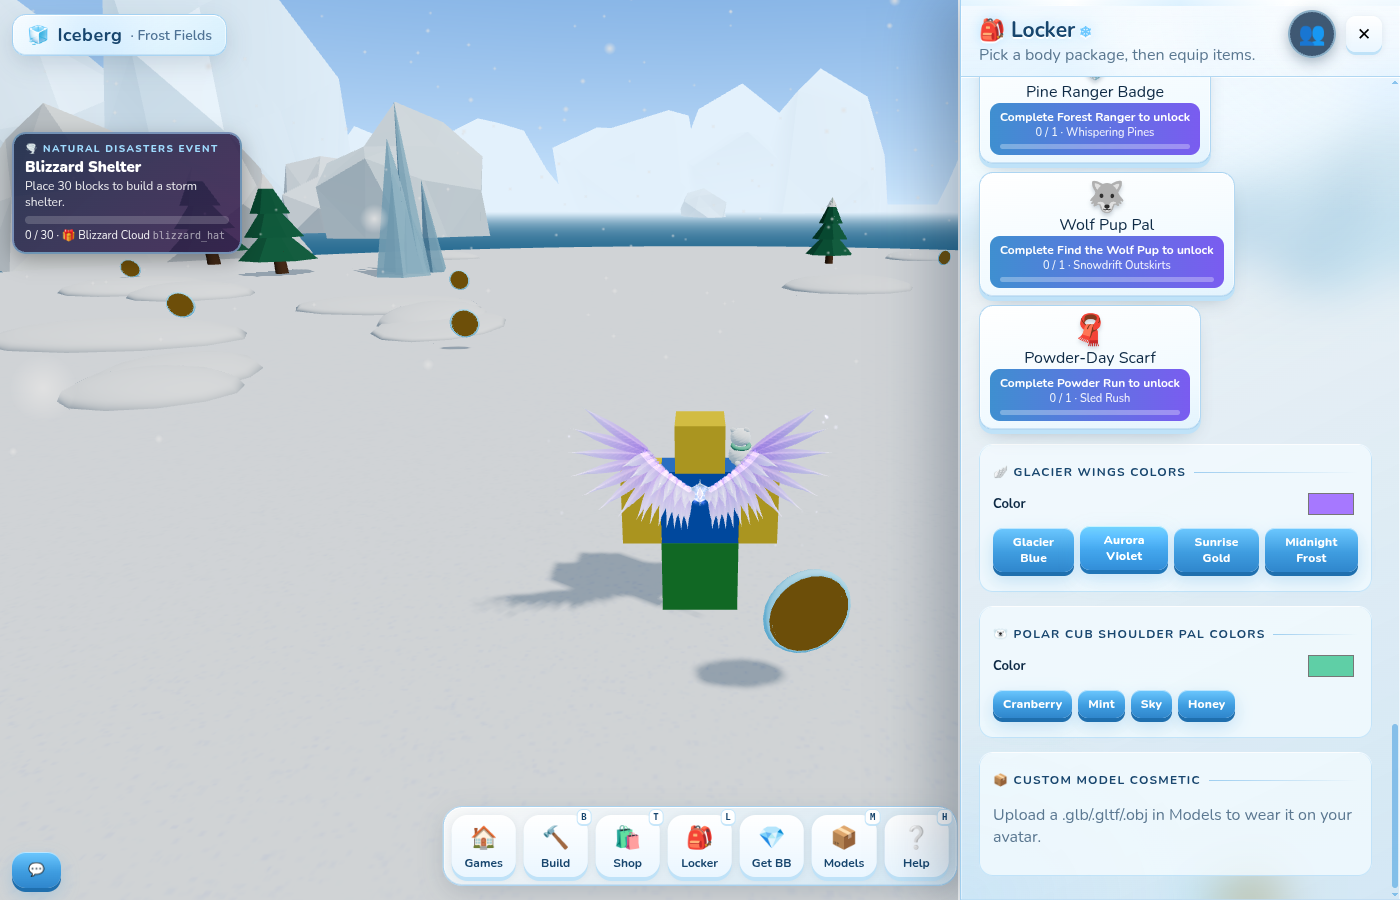 Iceberg · Frost Fields
NATURAL DISASTERS EVENT
Blizzard Shelter
Place 30 blocks to build a storm
shelter.
0 / 30 · Blizzard Cloud blizzard_hat
Locker
Pick a body package, then equip items.
Pine Ranger Badge
Complete Forest Ranger to unlock
0 / 1 · Whispering Pines
Wolf Pup Pal
Complete Find the Wolf Pup to unlock
0 / 1 · Snowdrift Outskirts
Powder-Day Scarf
Complete Powder Run to unlock
0 / 1 · Sled Rush
GLACIER WINGS COLORS
Color
Glacier
Blue
Aurora
Violet
Sunrise
Gold
Midnight
Frost
POLAR CUB SHOULDER PAL COLORS
Color
Cranberry
Mint
Sky
Honey
CUSTOM MODEL COSMETIC
Upload a .glb/.gltf/.obj in Models to wear it on your
avatar.
Games
B
Build
T
Shop
L
Locker
Get BB
M
Models
H
Help